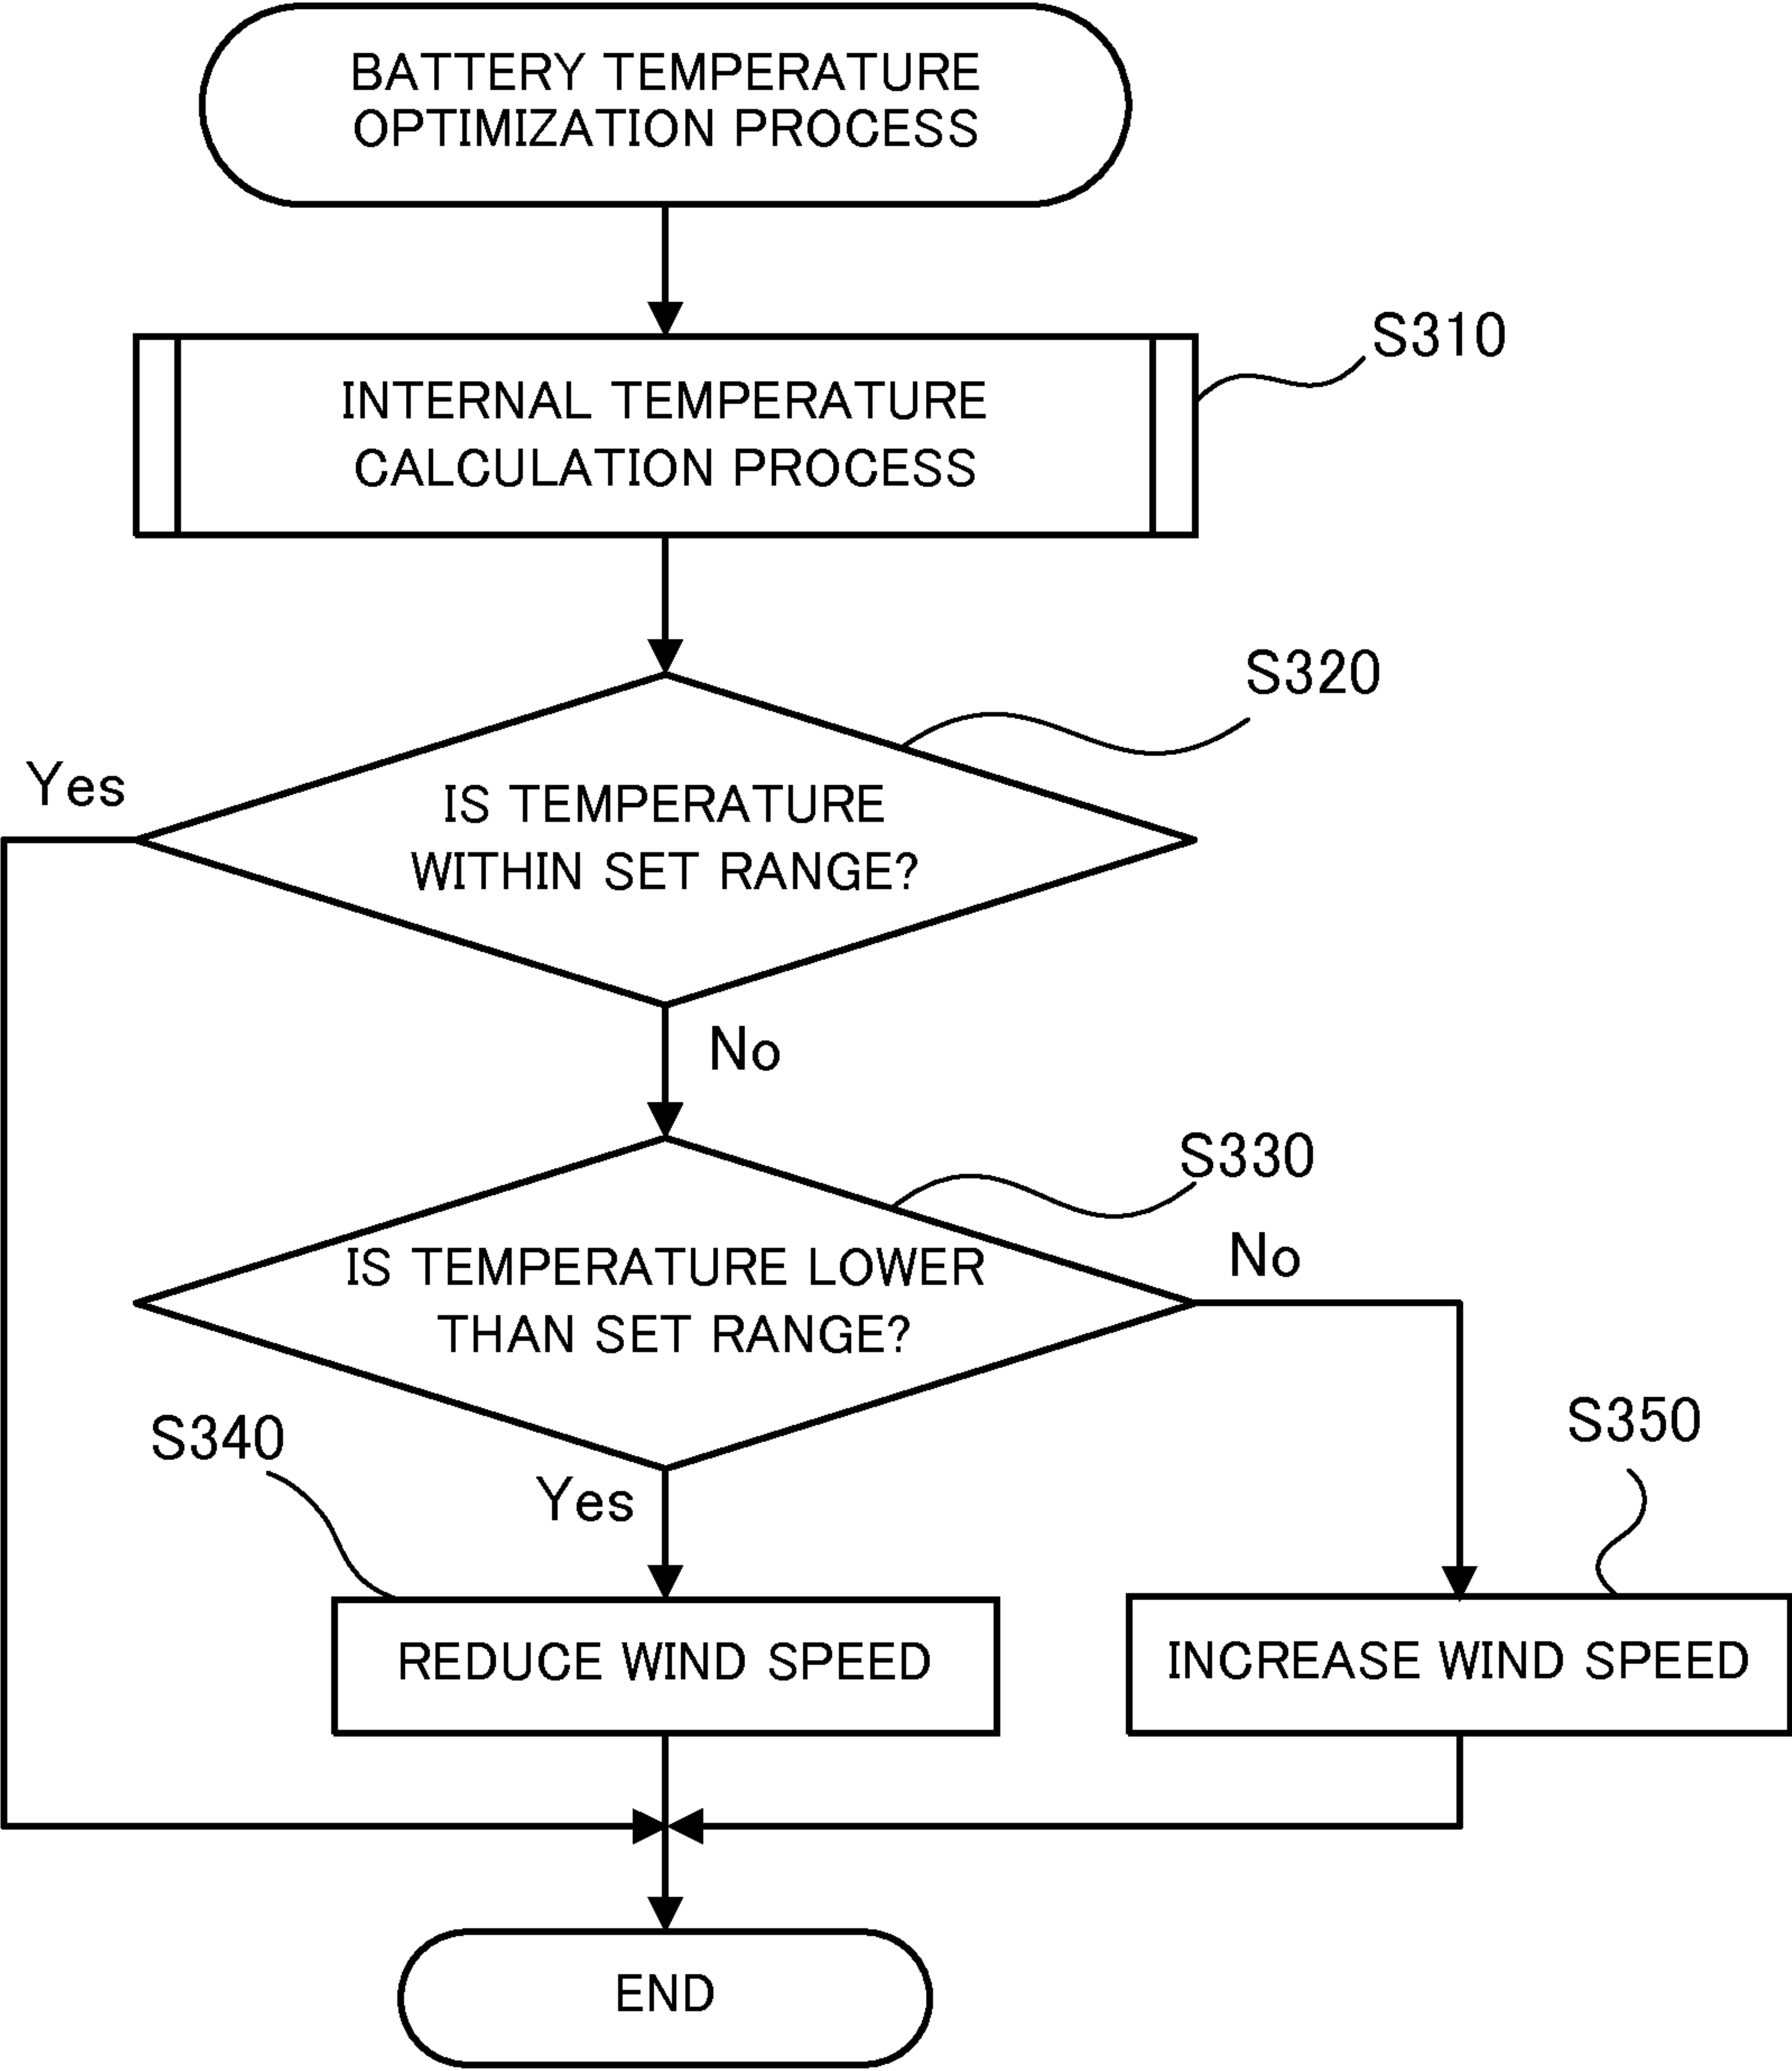 BATTERY TEMPERATURE
OPTIMIZATION PROCESS
S310
INTERNAL TEMPERATURE
CALCULATION PROCESS
S320
Yes
IS TEMPERATURE
WITHIN SET RANGE?
No
S330
No
IS TEMPERATURE LOWER
THAN SET RANGE?
S340
S350
Yes
REDUCE WIND SPEED
INCREASE WIND SPEED
END